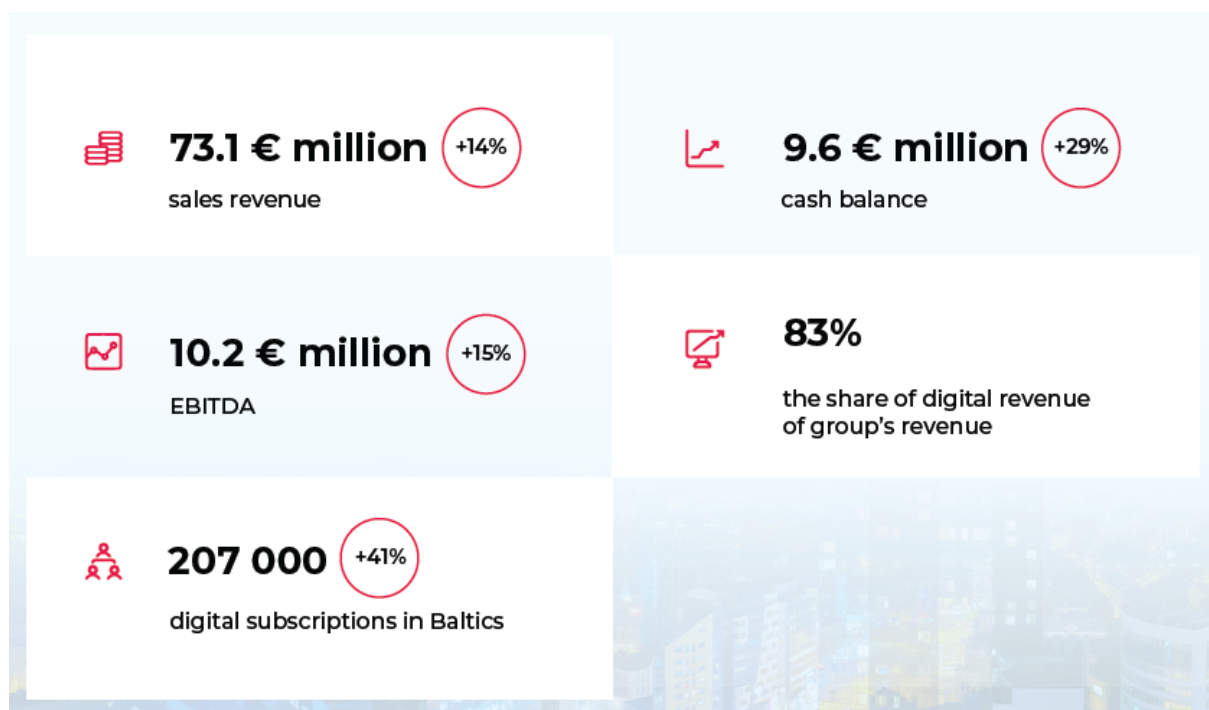 73.1 € million +14%
sales revenue
9.6 € million +29%
cash balance
10.2 € million +15%
EBITDA
83%
the share of digital revenue
of group's revenue
207 000 +41%
digital subscriptions in Baltics